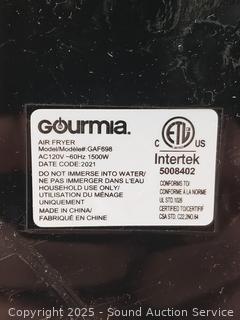 GOURMIA.
AIR FRYER
Model/Modèle#:GAF698
AC120V ~60Hz 1500W
DATE CODE:2021
DO NOT IMMERSE INTO WATER/
NE PAS IMMERGER DANS L'EAU
HOUSEHOLD USE ONLY/
UTILISATION DU MÉNAGE
UNIQUEMENT
MADE IN CHINA/
FABRIQUÉ EN CHINE
ETL
C US
Intertek
5008402
CONFORMS TO/
CONFORME À LA NORME
UL STD.1026
CERTIFIED TO/CERTIFIÉ
CSA STD. C22.2NO.64
Copyright 2025 - Sound Auction Service